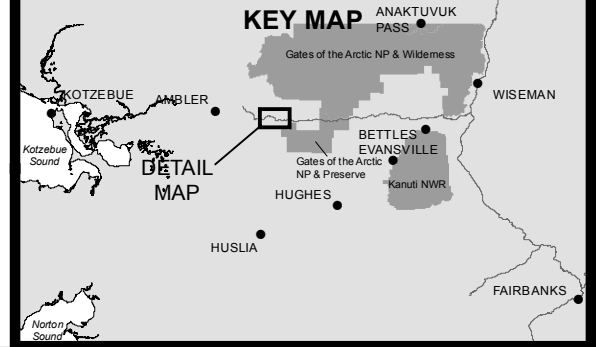 KEY MAP
ANAKTUVUK
PASS
Gates of the Arctic NP & Wilderness
KOTZEBUE
AMBLER
WISEMAN
Kotzebue
Sound
BETTLES
EVANSVILLE
DETAIL
MAP
Gates of the Arctic
NP & Preserve
Kanuti NWR
HUGHES
HUSLIA
FAIRBANKS
Norton
Sound